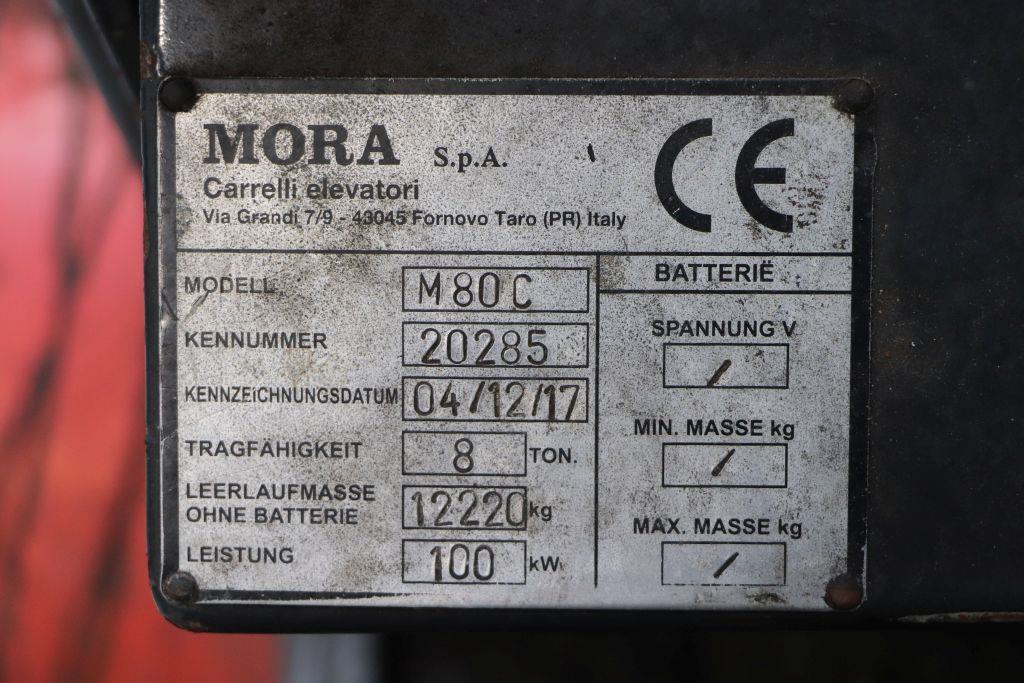 MORA S.p.A. CE
Carrelli elevatori
Via Grandi 7/9 - 43045 Fornovo Taro (PR) Italy
MODELL M80C
KENNUMMER 20285
KENNZEiCHNUNGSDATUM 04/12/17
TRAGFÄHIGKEIT 8 TON.
LEERLAUFMASSE
OHNE BATTERIE 12220 kg
LEISTUNG 100 kW
BATTERIË
SPANNUNG V
/
MIN. MASSE kg
/
MAX. MASSE kg
/